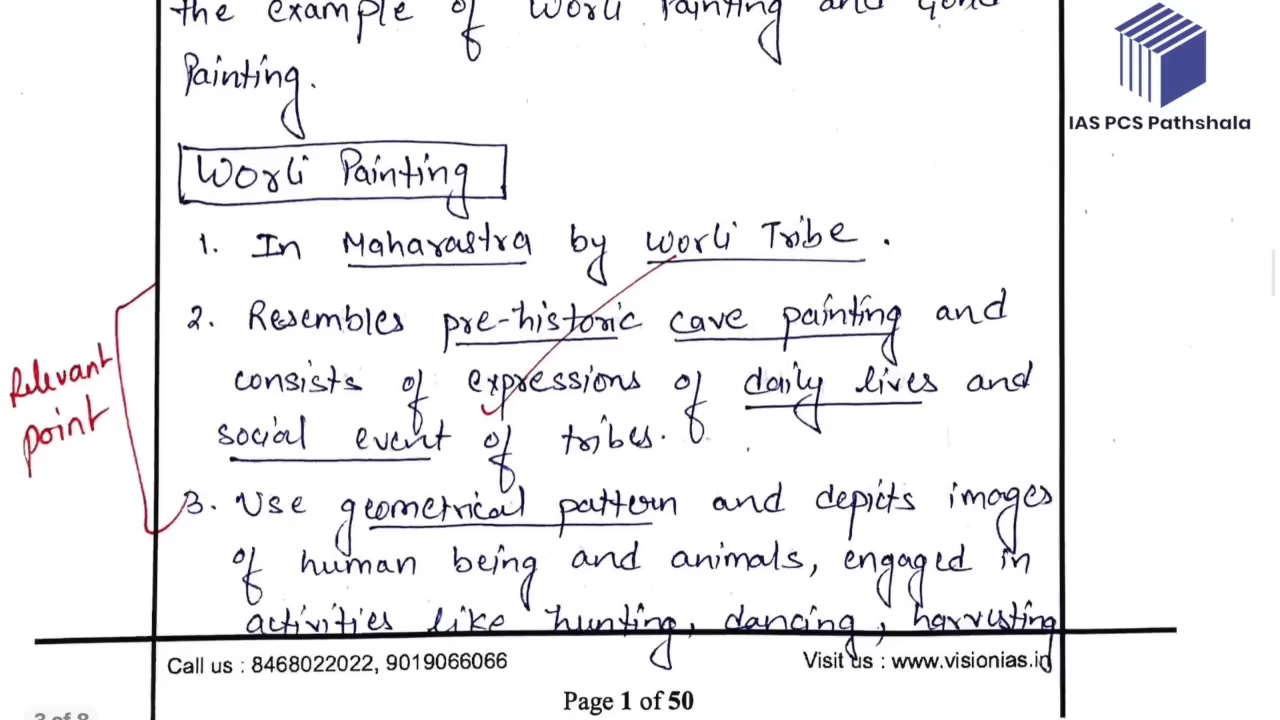 the example of Worli Painting and Gond
Painting.
IAS PCS Pathshala
Worli Painting
1. In Maharastra by Worli Tribe.
2. Resembles pre-historic cave painting and
consists of expressions of daily lives and
social event of tribes.
Relevant
point
3. Use geometrical pattern and depicts images
of human being and animals, engaged in
activities like hunting, dancing, harvesting
Call us : 8468022022, 9019066066
Visit us : www.visionias.in
Page 1 of 50